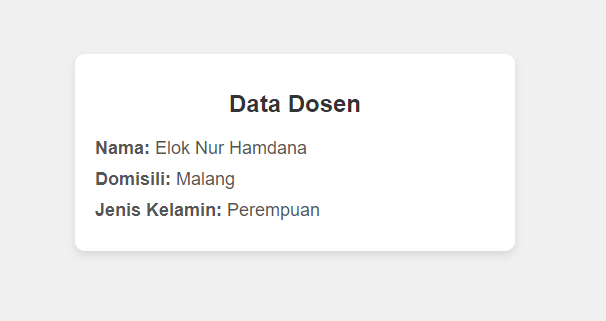 Data Dosen
Nama: Elok Nur Hamdana
Domisili: Malang
Jenis Kelamin: Perempuan